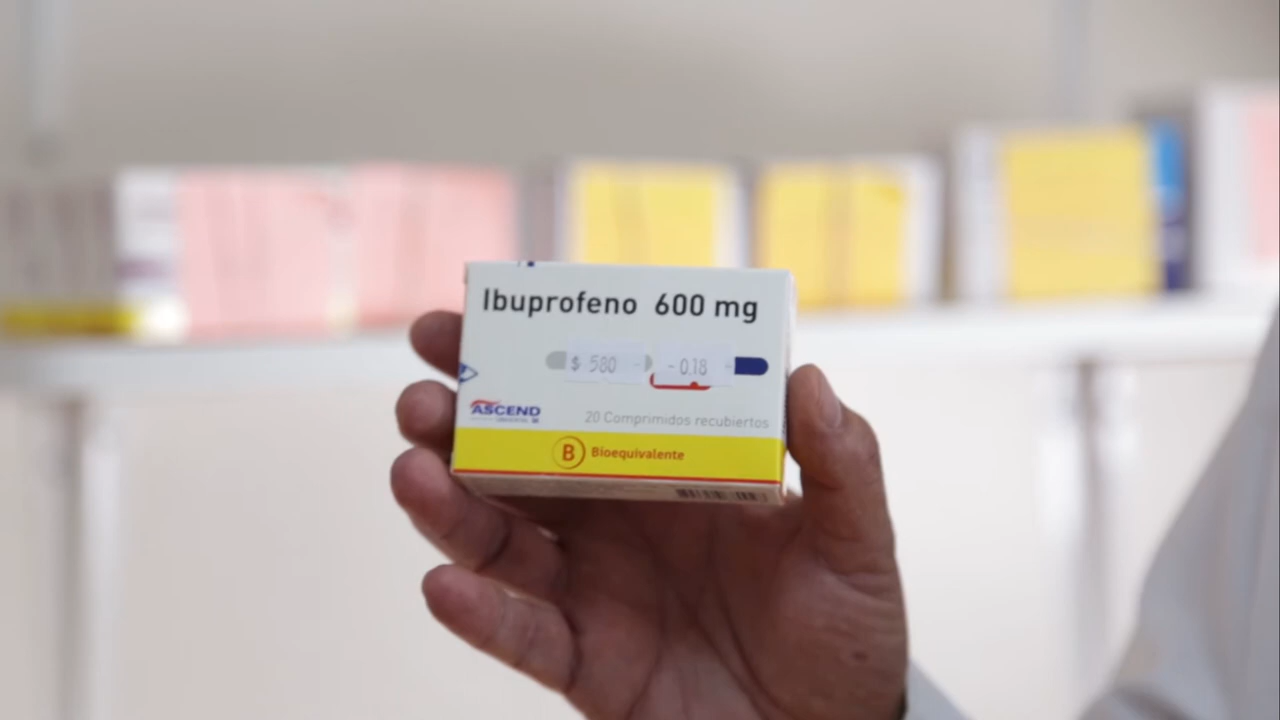 Ibuprofeno 600 mg
$ 580 - - 0.18 -
ASCEND
20 Comprimidos recubiertos
B Bioequivalente